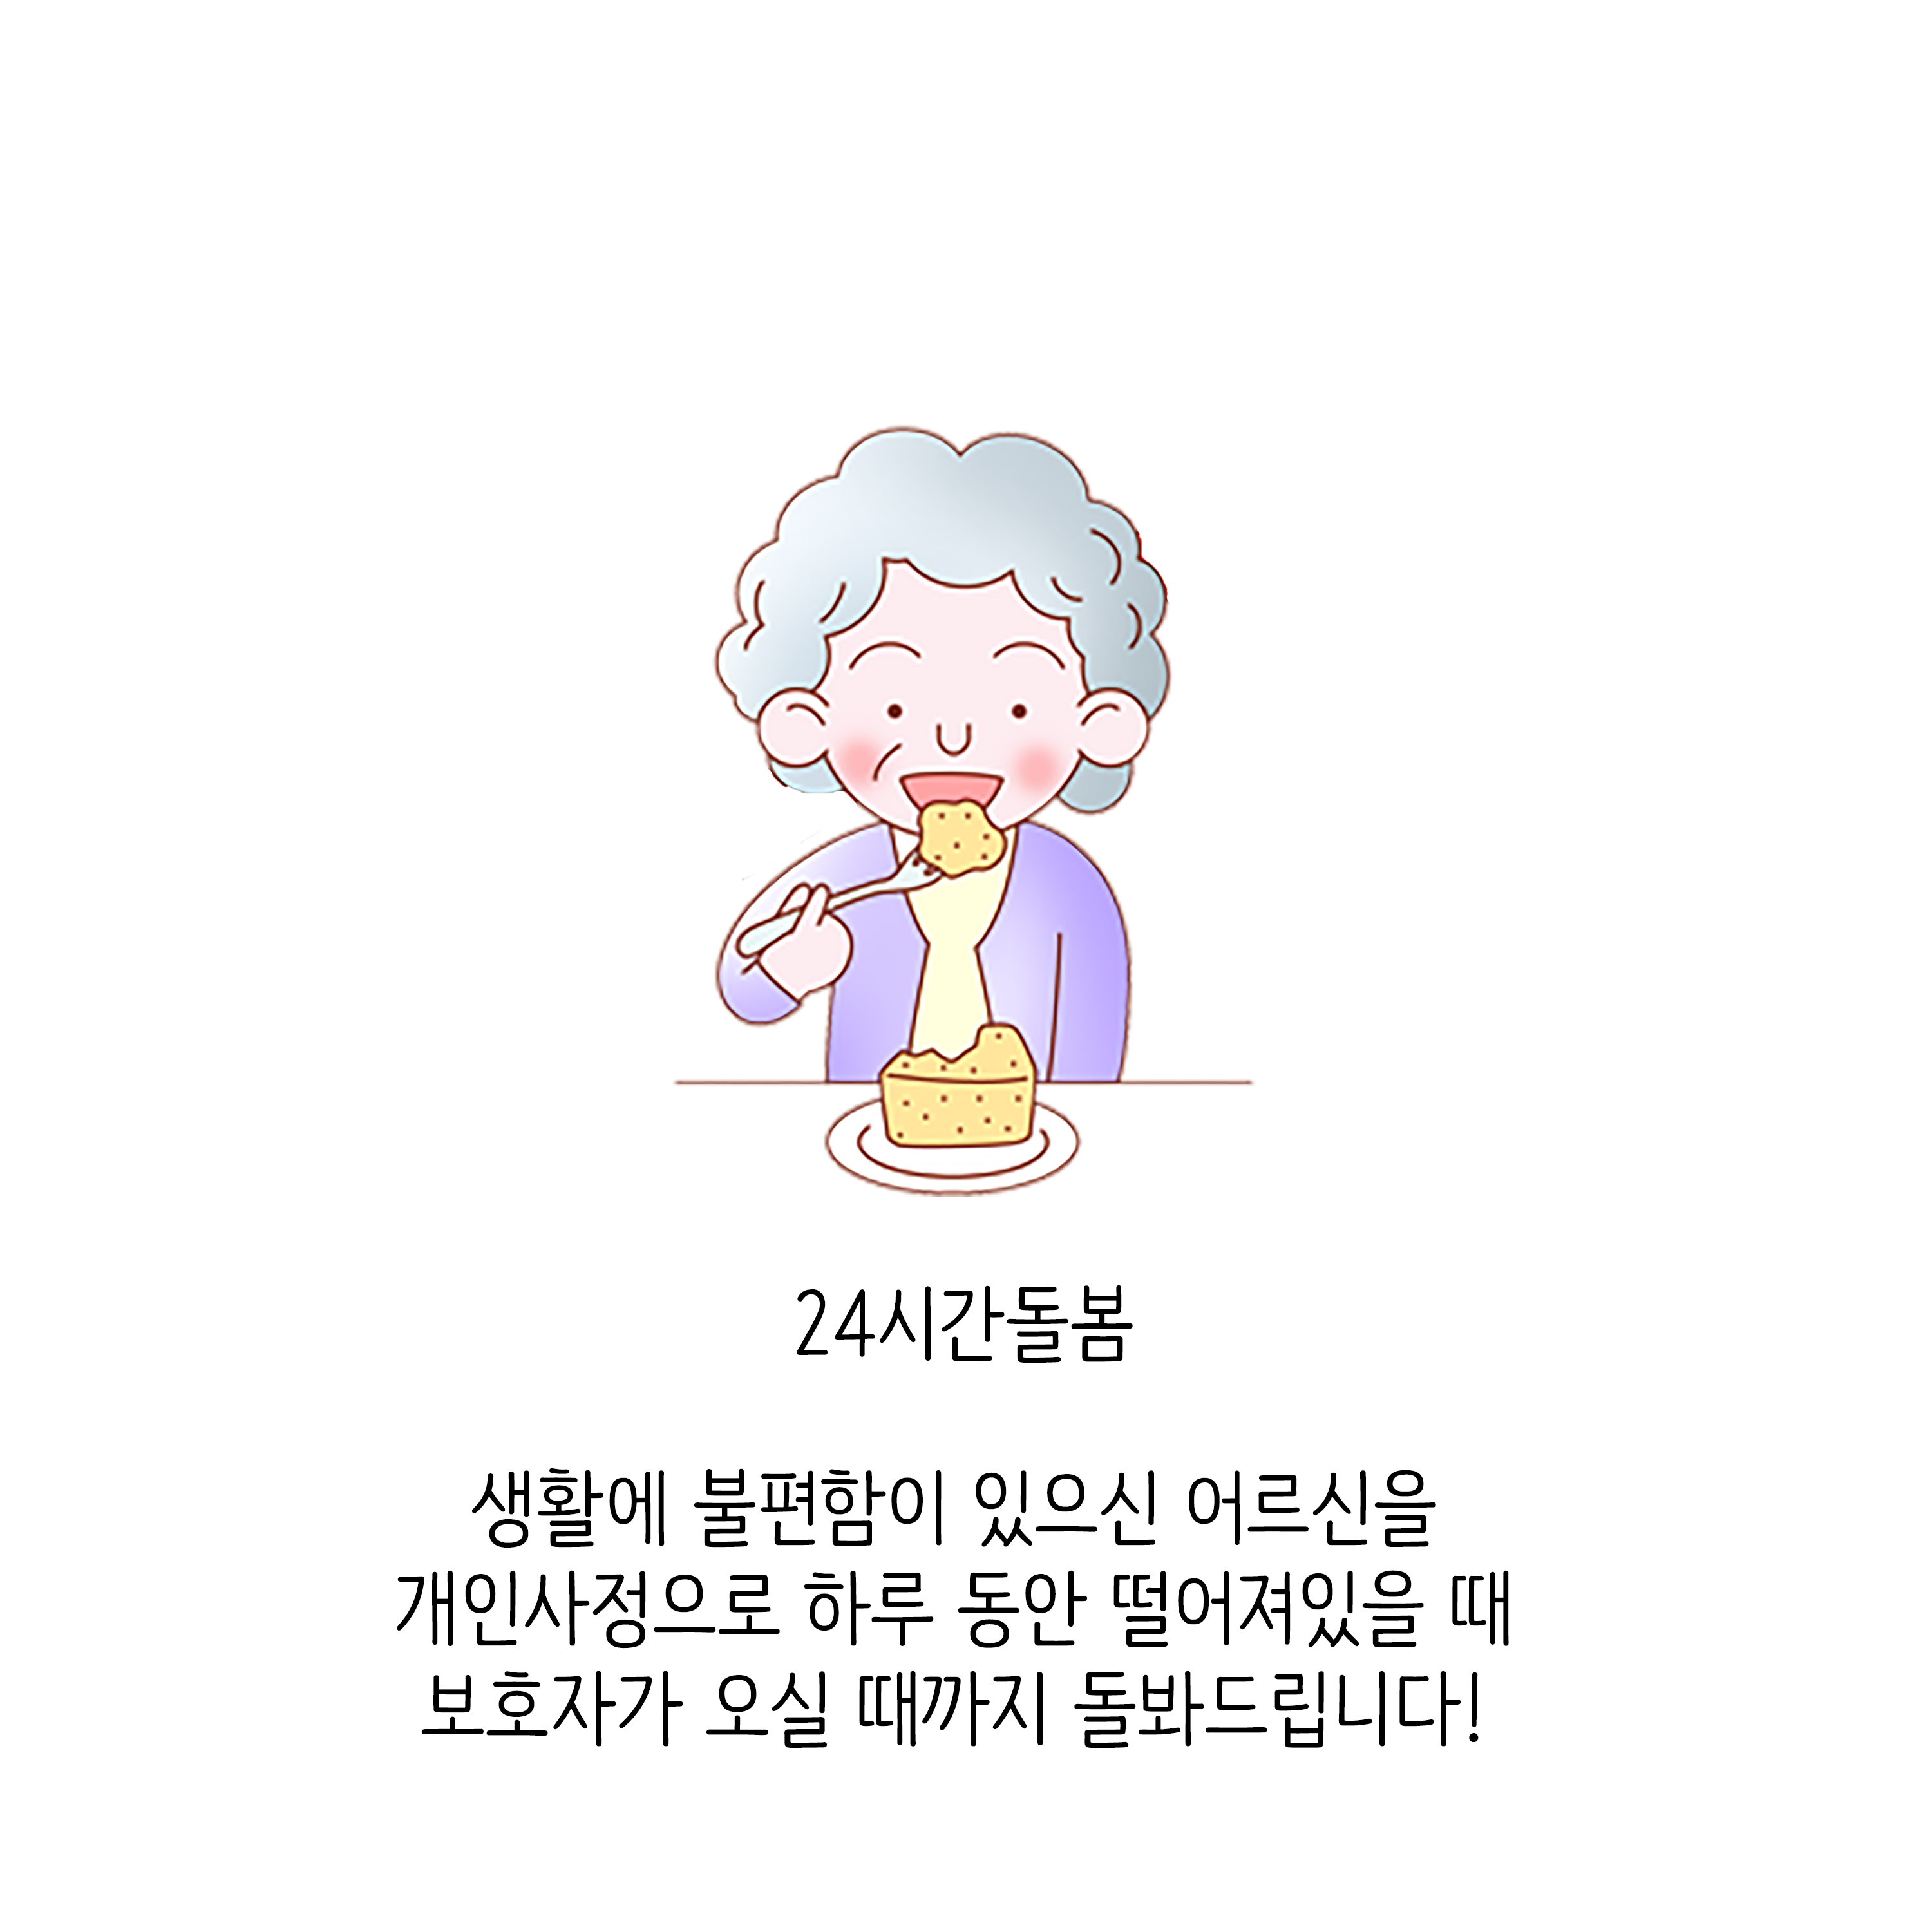 24시간돌봄
생활에 불편함이 있으신 어르신을
개인사정으로 하루 동안 떨어져있을 때
보호자가 오실 때까지 돌봐드립니다!